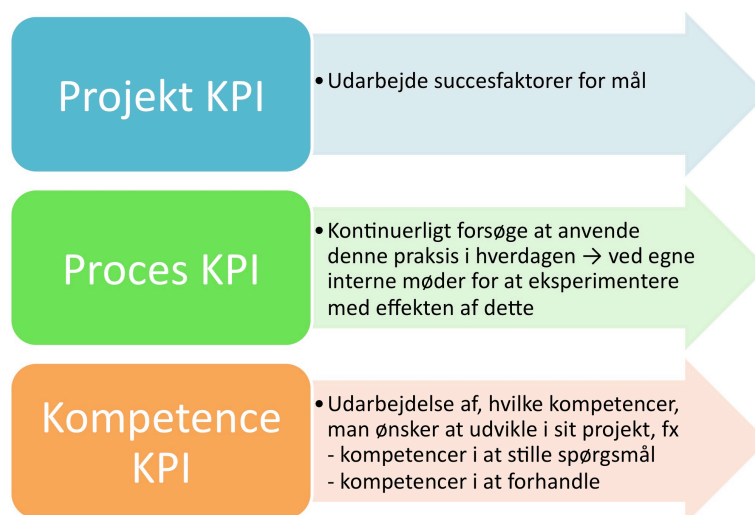 Projekt KPI
• Udarbejde succesfaktorer for mål
Proces KPI
• Kontinuerligt forsøge at anvende
denne praksis i hverdagen → ved egne
interne møder for at eksperimentere
med effekten af dette
Kompetence
KPI
• Udarbejdelse af, hvilke kompetencer,
man ønsker at udvikle i sit projekt, fx
- kompetencer i at stille spørgsmål
- kompetencer i at forhandle